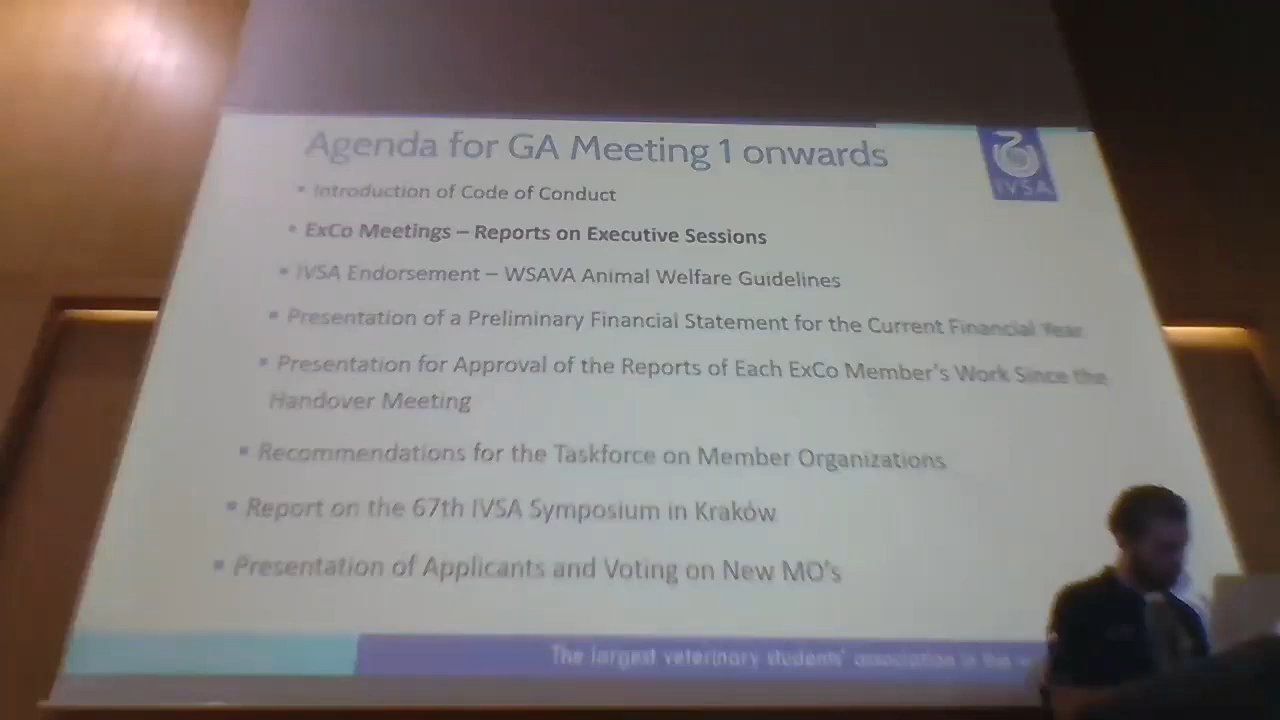 Agenda for GA Meeting 1 onwards
IVSA
▪ Introduction of Code of Conduct
▪ ExCo Meetings – Reports on Executive Sessions
▪ IVSA Endorsement – WSAVA Animal Welfare Guidelines
▪ Presentation of a Preliminary Financial Statement for the Current Financial Year
▪ Presentation for Approval of the Reports of Each ExCo Member's Work Since the
Handover Meeting
▪ Recommendations for the Taskforce on Member Organizations
▪ Report on the 67th IVSA Symposium in Kraków
▪ Presentation of Applicants and Voting on New MO's
The largest veterinary students' association in the